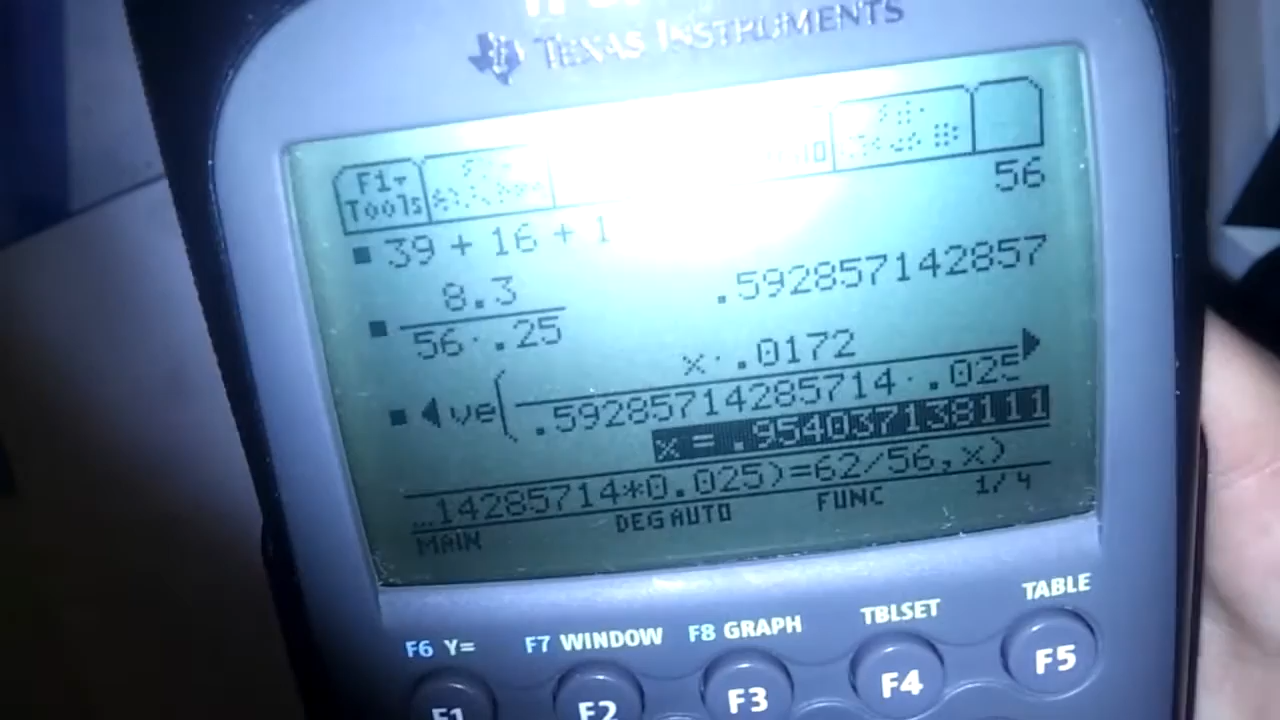 TEXAS INSTRUMENTS
F1 Tools
56
39 + 16 + 1
8.3
56 · .25
.592857142857
x · .0172
ve( .59285714285714 · .025
x = .954037138111
...14285714*0.025)=62/56,x)
MAIN DEG AUTO FUNC 1/4
F6 Y= F7 WINDOW F8 GRAPH TBLSET TABLE
F1 F2 F3 F4 F5